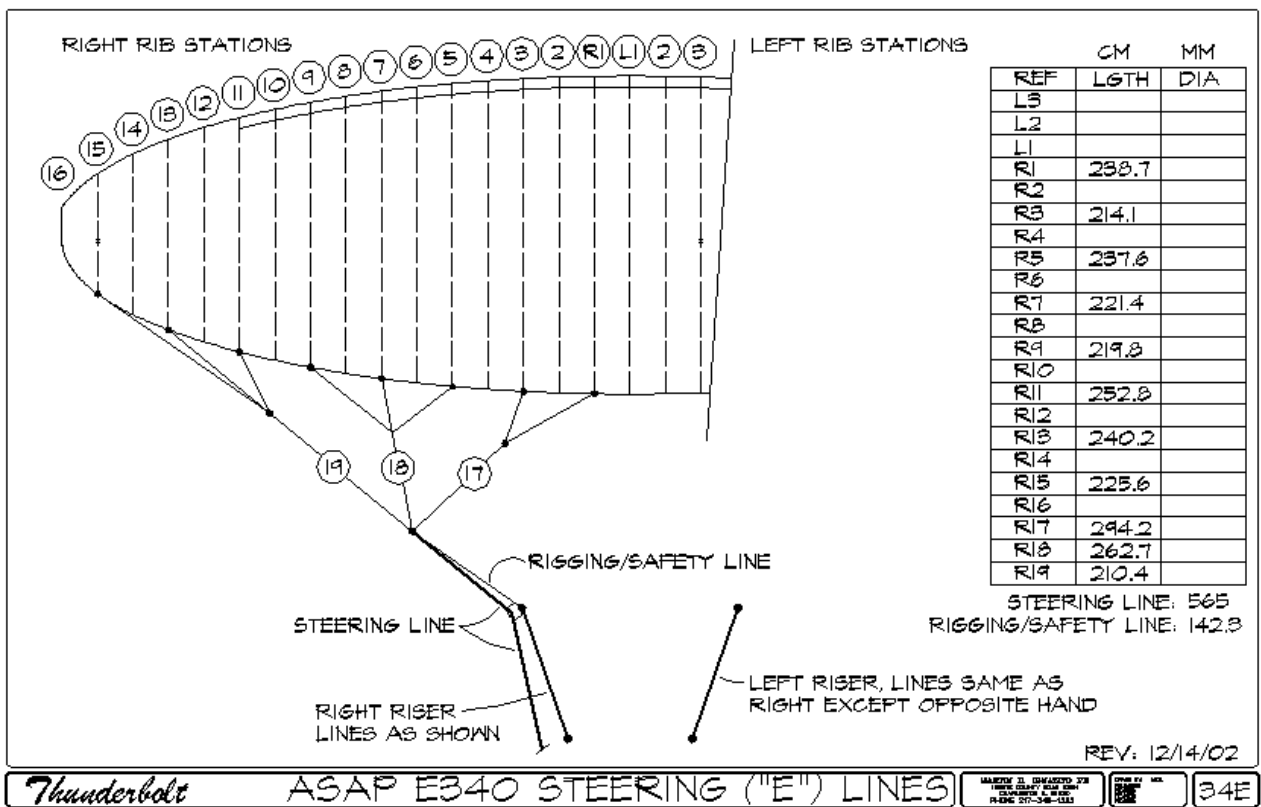 RIGHT RIB STATIONS
LEFT RIB STATIONS
16
15
14
13
12
11
10
9
8
7
6
5
4
3
2
R1
L1
2
3
CM MM
REF LGTH DIA
L3
L2
L1
R1 238.7
R2
R3 214.1
R4
R5 237.6
R6
R7 221.4
R8
R9 219.8
R10
R11 252.8
R12
R13 240.2
R14
R15 225.6
R16
R17 294.2
R18 262.7
R19 210.4
STEERING LINE: 565
RIGGING/SAFETY LINE: 142.3
19
18
17
RIGGING/SAFETY LINE
STEERING LINE
RIGHT RISER
LINES AS SHOWN
LEFT RISER, LINES SAME AS
RIGHT EXCEPT OPPOSITE HAND
REV: 12/14/02
Thunderbolt
ASAP E340 STEERING ("E") LINES
34E